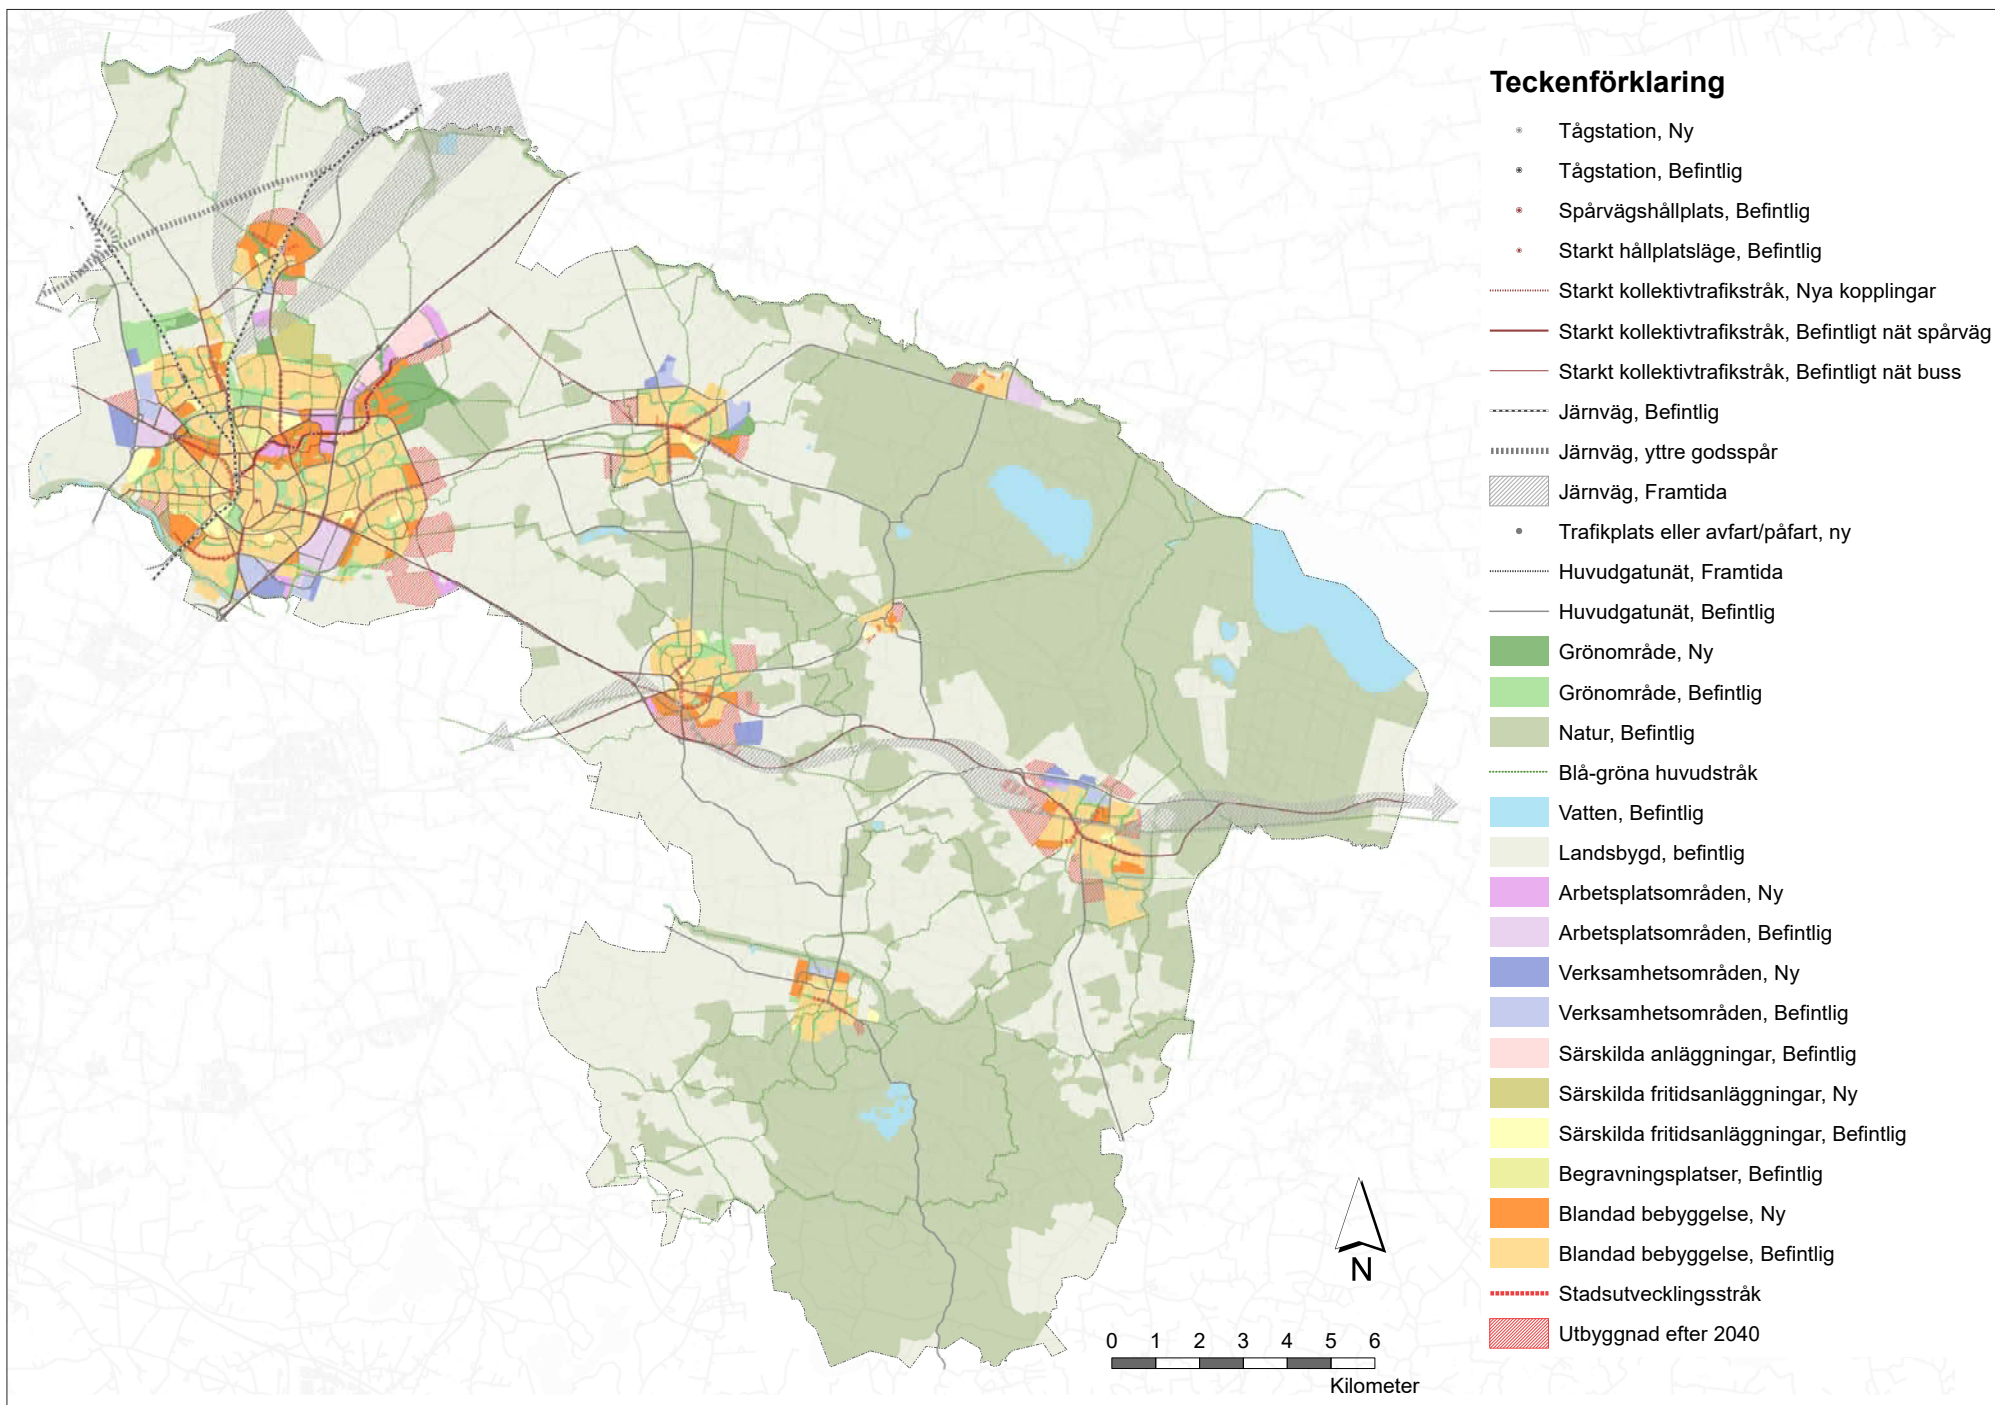 Teckenförklaring
Tågstation, Ny
Tågstation, Befintlig
Spårvägshållplats, Befintlig
Starkt hållplatsläge, Befintlig
Starkt kollektivtrafikstråk, Nya kopplingar
Starkt kollektivtrafikstråk, Befintligt nät spårväg
Starkt kollektivtrafikstråk, Befintligt nät buss
Järnväg, Befintlig
Järnväg, yttre godsspår
Järnväg, Framtida
Trafikplats eller avfart/påfart, ny
Huvudgatunät, Framtida
Huvudgatunät, Befintlig
Grönområde, Ny
Grönområde, Befintlig
Natur, Befintlig
Blå-gröna huvudstråk
Vatten, Befintlig
Landsbygd, befintlig
Arbetsplatsområden, Ny
Arbetsplatsområden, Befintlig
Verksamhetsområden, Ny
Verksamhetsområden, Befintlig
Särskilda anläggningar, Befintlig
Särskilda fritidsanläggningar, Ny
Särskilda fritidsanläggningar, Befintlig
Begravningsplatser, Befintlig
Blandad bebyggelse, Ny
Blandad bebyggelse, Befintlig
Stadsutvecklingsstråk
Utbyggnad efter 2040
N
0 1 2 3 4 5 6
Kilometer